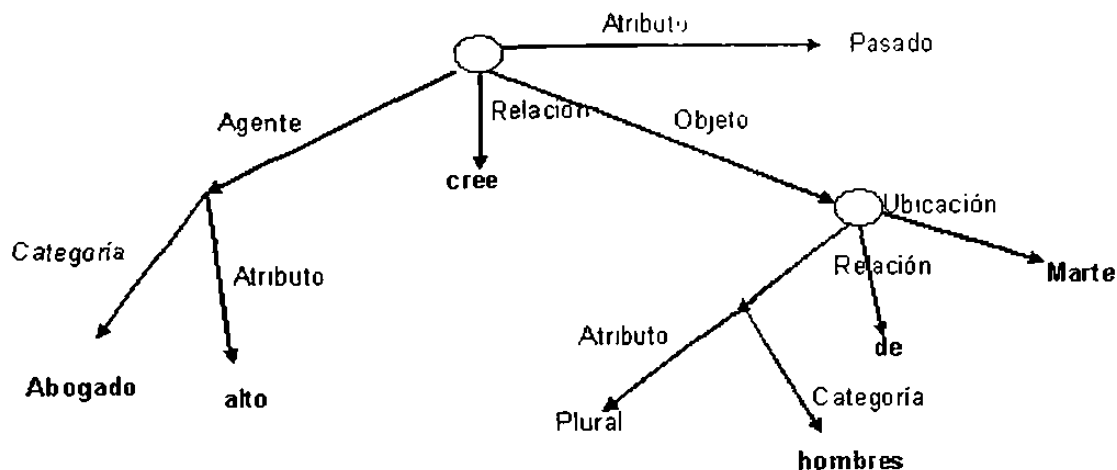 Atributo
Pasado
Relación
Agente
Objeto
cree
Ubicación
Categoría
Atributo
Relación
Marte
Atributo
de
Abogado
alto
Categoría
Plural
hombres